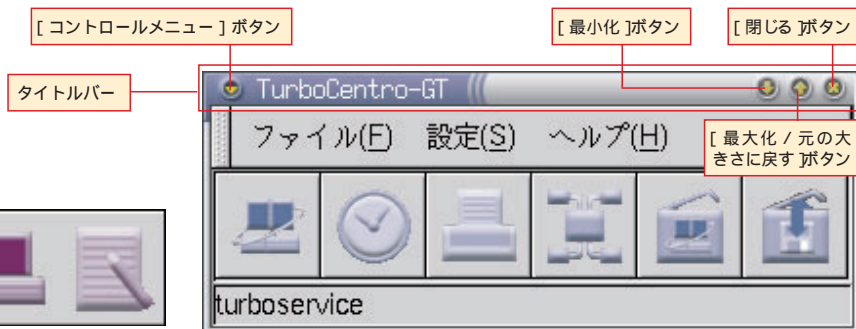 [ コントロールメニュー ] ボタン
[ 最小化 ]ボタン
[ 閉じる ]ボタン
タイトルバー
TurboCentro-GT
[ 最大化 / 元の大
きさに戻す ]ボタン
ファイル(F) 設定(S) ヘルプ(H)
turboservice